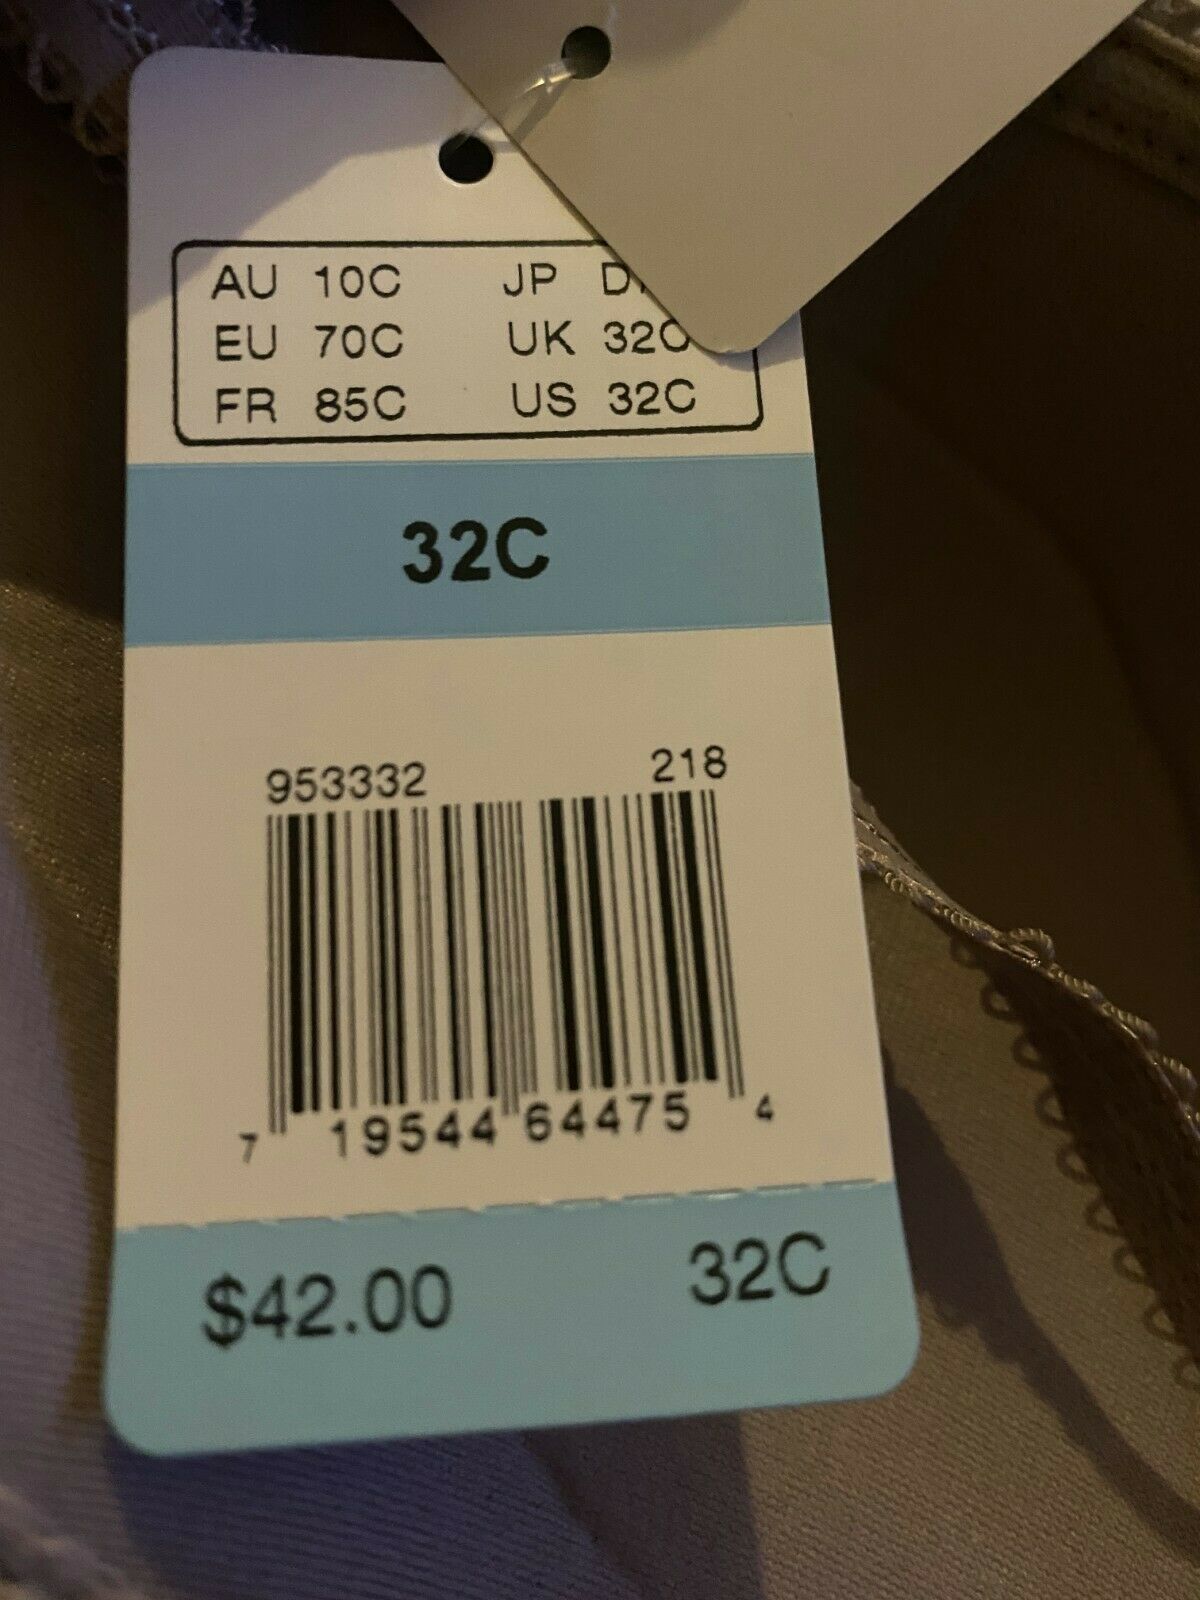 AU 10C JP
EU 70C UK 32C
FR 85C US 32C
32C
953332 218
7 19544 64475 4
$42.00 32C